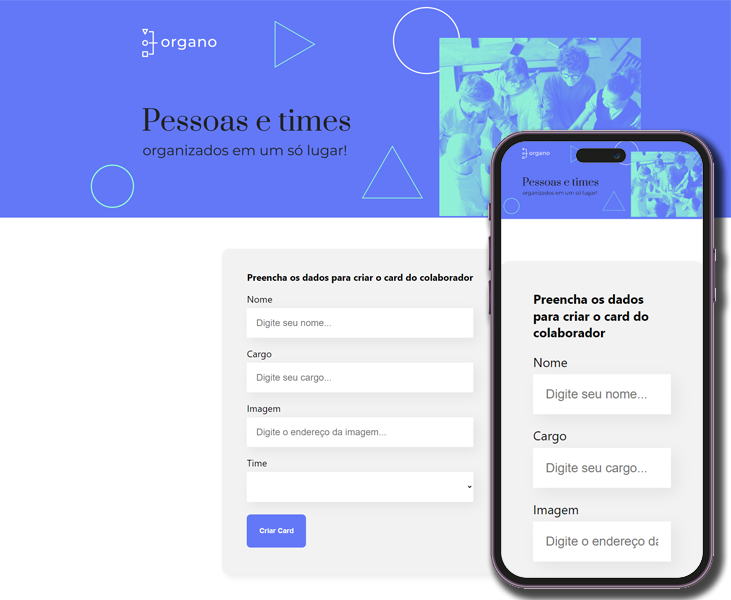 organo
Pessoas e times
organizados em um só lugar!
Preencha os dados para criar o card do colaborador
Nome
Digite seu nome...
Cargo
Digite seu cargo...
Imagem
Digite o endereço da imagem...
Time
Criar Card
organo
Pessoas e times
organizados em um só lugar!
Preencha os dados
para criar o card do
colaborador
Nome
Digite seu nome...
Cargo
Digite seu cargo...
Imagem
Digite o endereço da